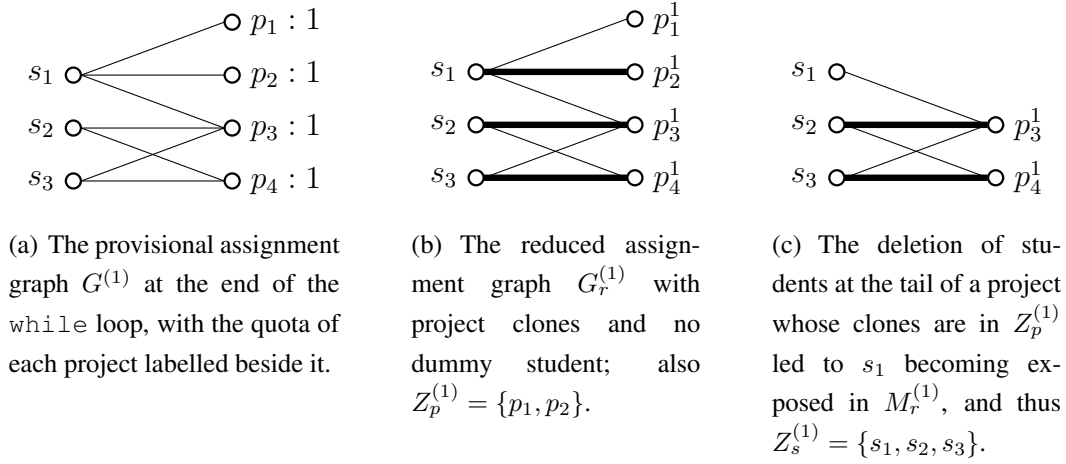 p₁ : 1
s₁ p₂ : 1
s₂ p₃ : 1
s₃ p₄ : 1
(a) The provisional assignment
graph G⁽¹⁾ at the end of the
while loop, with the quota of
each project labelled beside it.
p₁¹
s₁ p₂¹
s₂ p₃¹
s₃ p₄¹
(b) The reduced assign-
ment graph Gᵣ⁽¹⁾ with
project clones and no
dummy student; also
Zₚ⁽¹⁾ = {p₁, p₂}.
s₁
s₂ p₃¹
s₃ p₄¹
(c) The deletion of stu-
dents at the tail of a project
whose clones are in Zₚ⁽¹⁾
led to s₁ becoming ex-
posed in Mᵣ⁽¹⁾, and thus
Zₛ⁽¹⁾ = {s₁, s₂, s₃}.